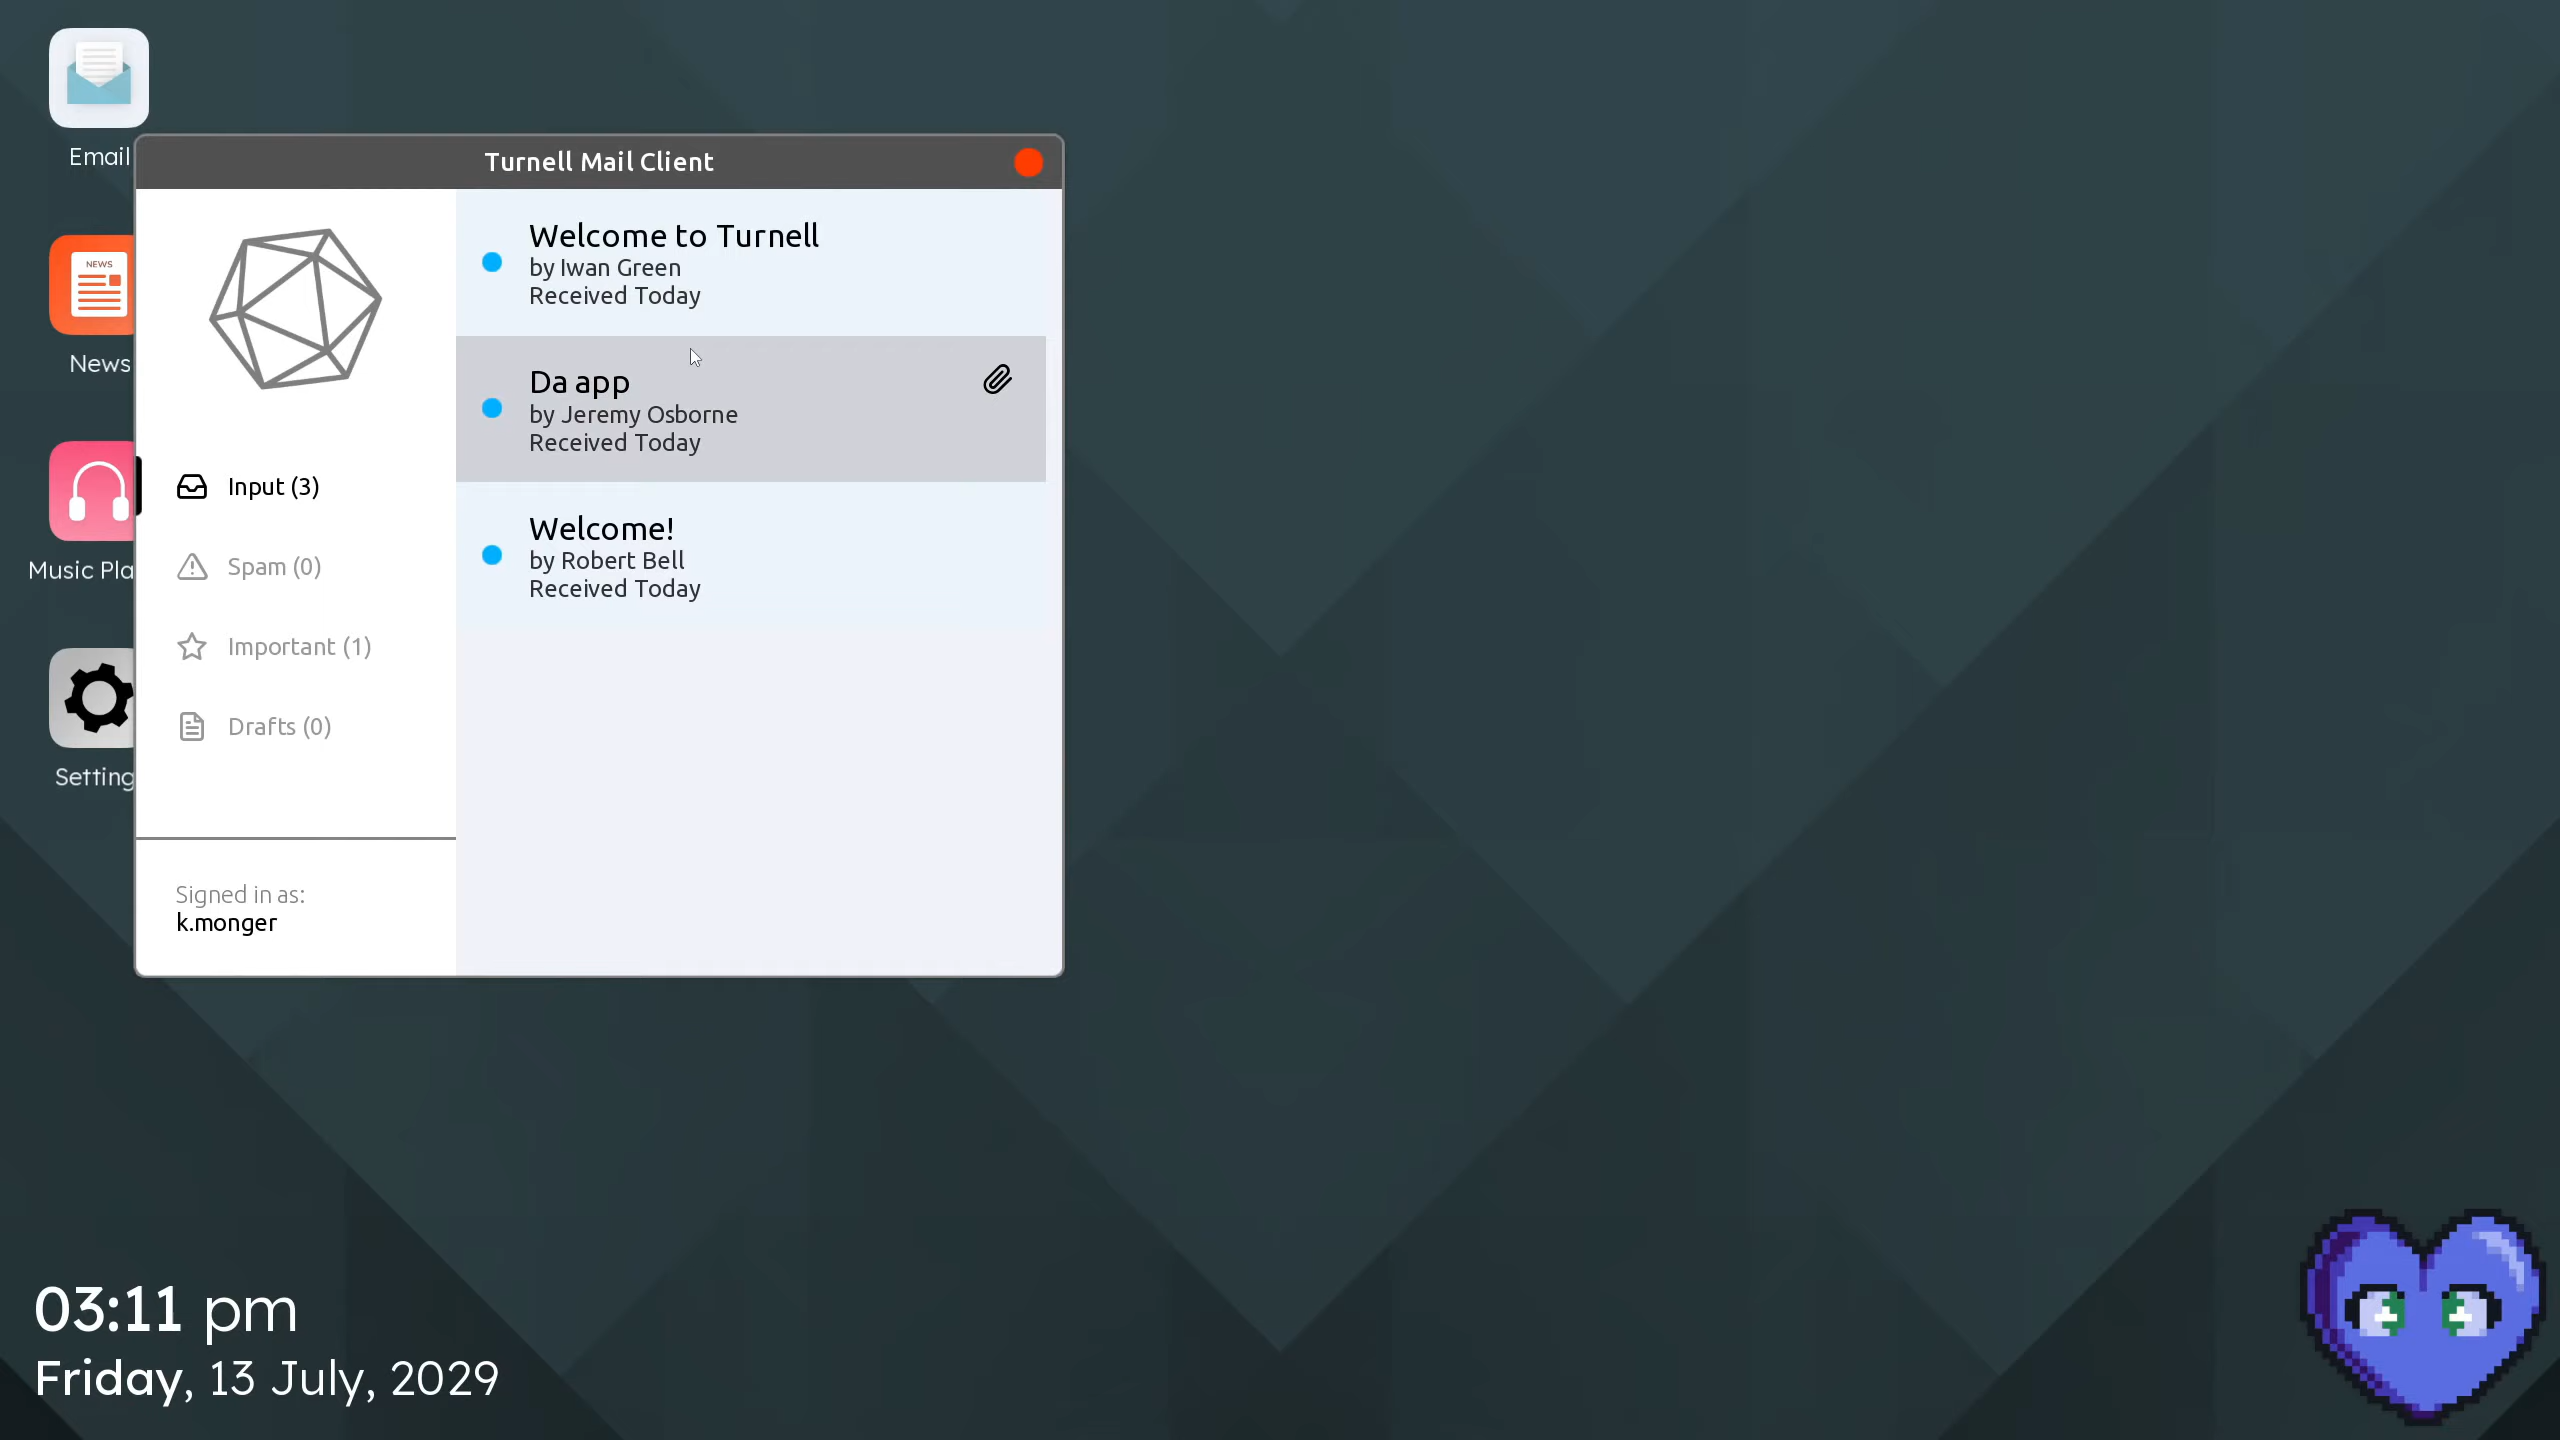 Email
NEWS
News
Music Pla
Setting
Turnell Mail Client
Input (3)
Spam (0)
Important (1)
Drafts (0)
Signed in as:
k.monger
Welcome to Turnell
by Iwan Green
Received Today
Da app
by Jeremy Osborne
Received Today
Welcome!
by Robert Bell
Received Today
03:11 pm
Friday, 13 July, 2029